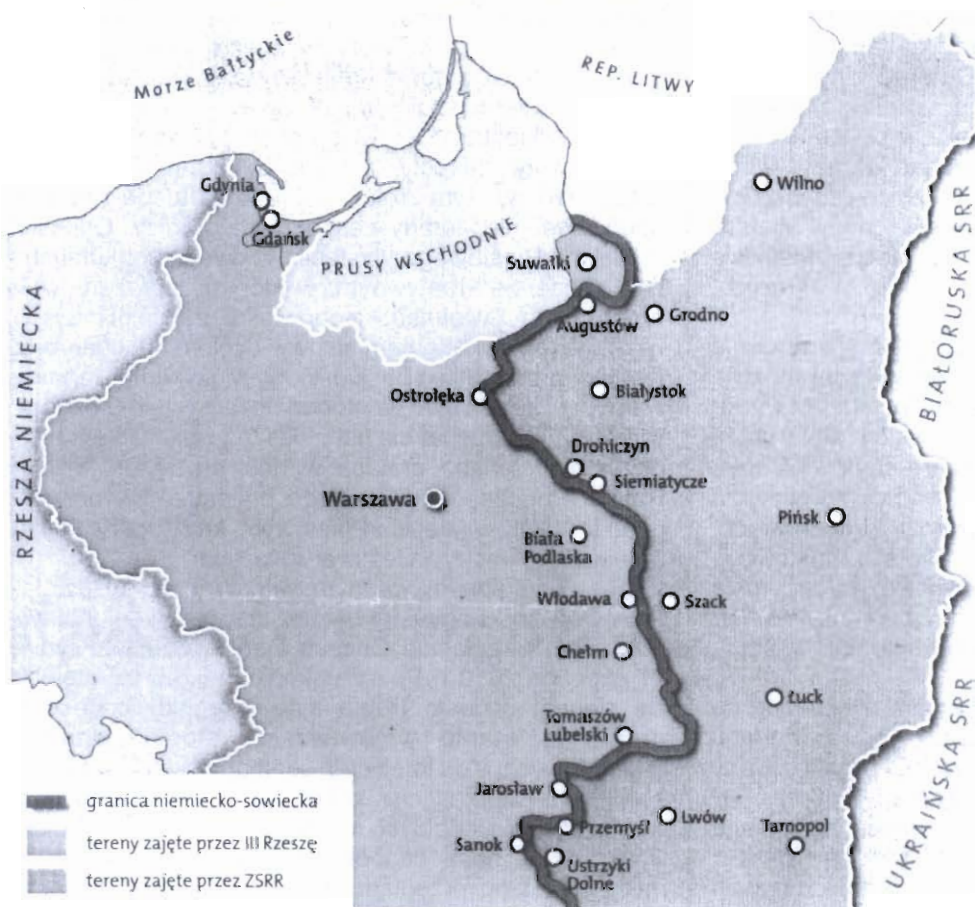 Morze Bałtyckie
REP. LITWY
Gdynia
Gdańsk
PRUSY WSCHODNIE
Wilno
Suwałki
Augustów
Grodno
RZESZA NIEMIECKA
BIAŁORUSKA SRR
Ostrołęka
Białystok
Drohiczyn
Siemiatycze
Warszawa
Pińsk
Biała
Podlaska
Włodawa
Szack
Chełm
Łuck
Tomaszów
Lubelski
UKRAIŃSKA SRR
Jarosław
Przemyśl
Lwów
Tarnopol
Sanok
Ustrzyki
Dolne
granica niemiecko-sowiecka
tereny zajęte przez III Rzeszę
tereny zajęte przez ZSRR